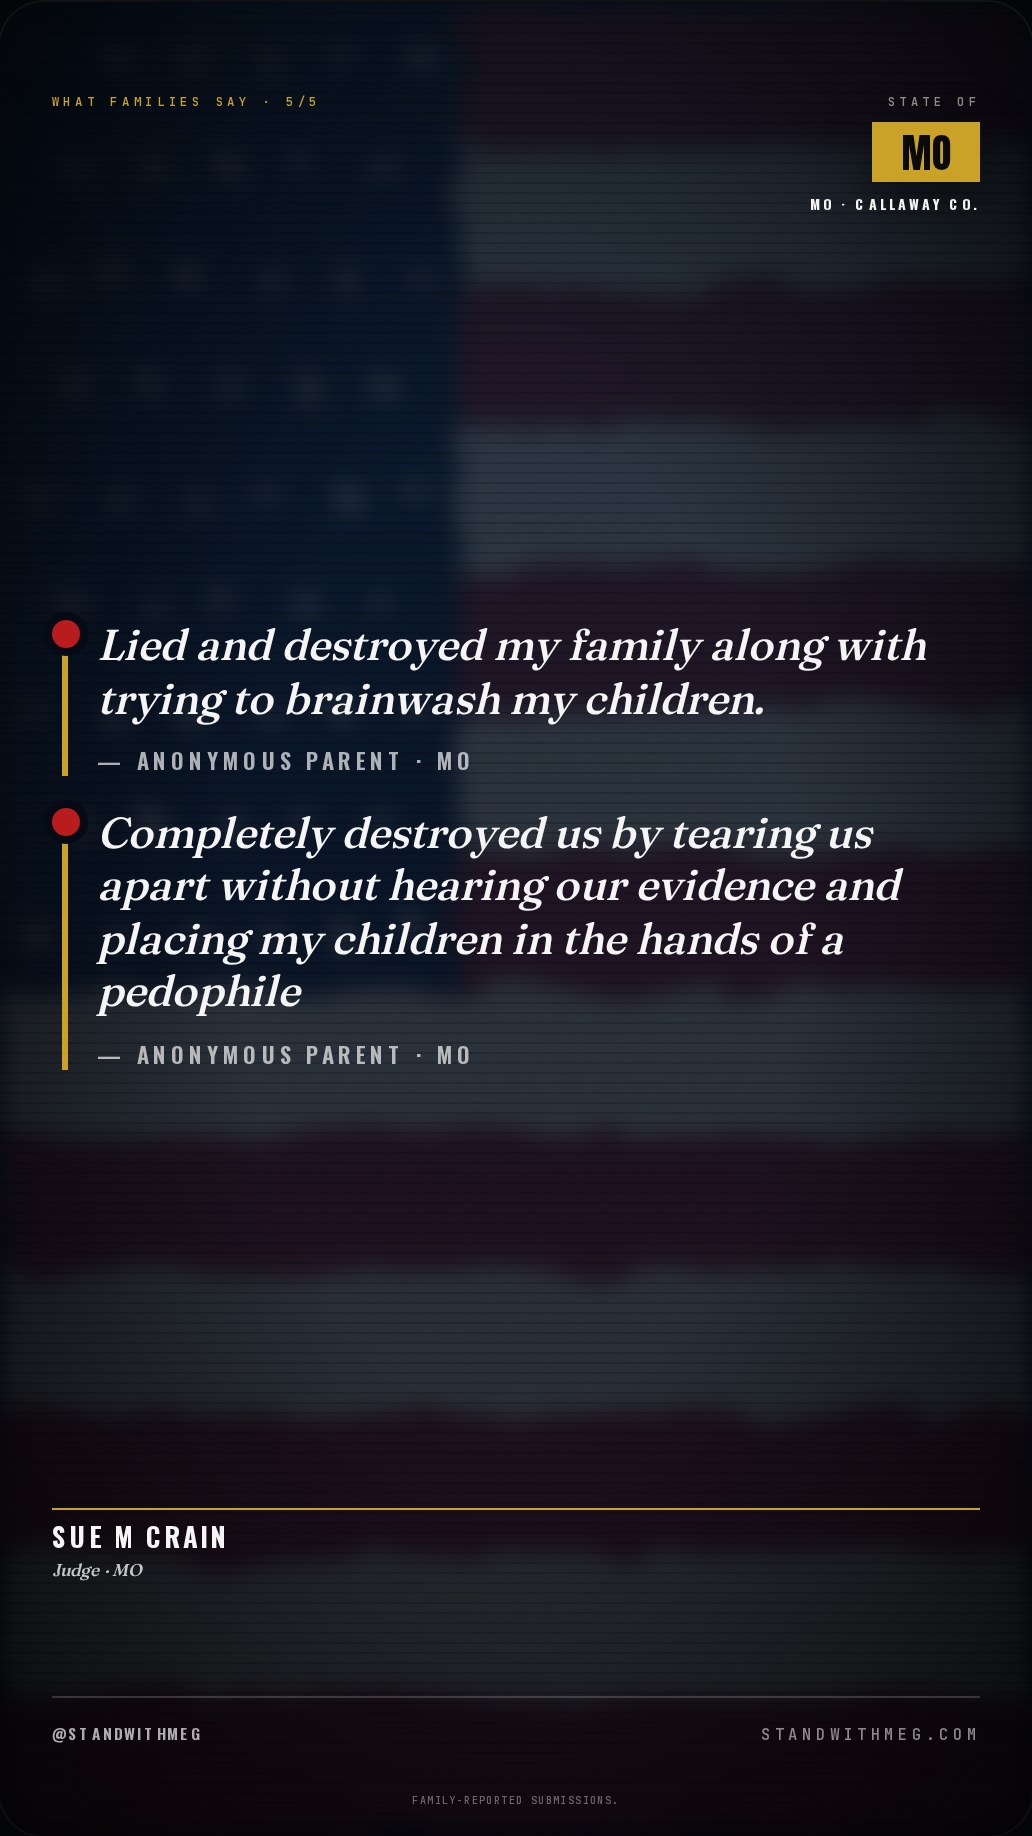 WHAT FAMILIES SAY · 5/5
STATE OF
MO
MO · CALLAWAY CO.
Lied and destroyed my family along with
trying to brainwash my children.
— ANONYMOUS PARENT · MO
Completely destroyed us by tearing us
apart without hearing our evidence and
placing my children in the hands of a
pedophile
— ANONYMOUS PARENT · MO
SUE M CRAIN
Judge · MO
@STANDWITHMEG
STANDWITHMEG.COM
FAMILY-REPORTED SUBMISSIONS.